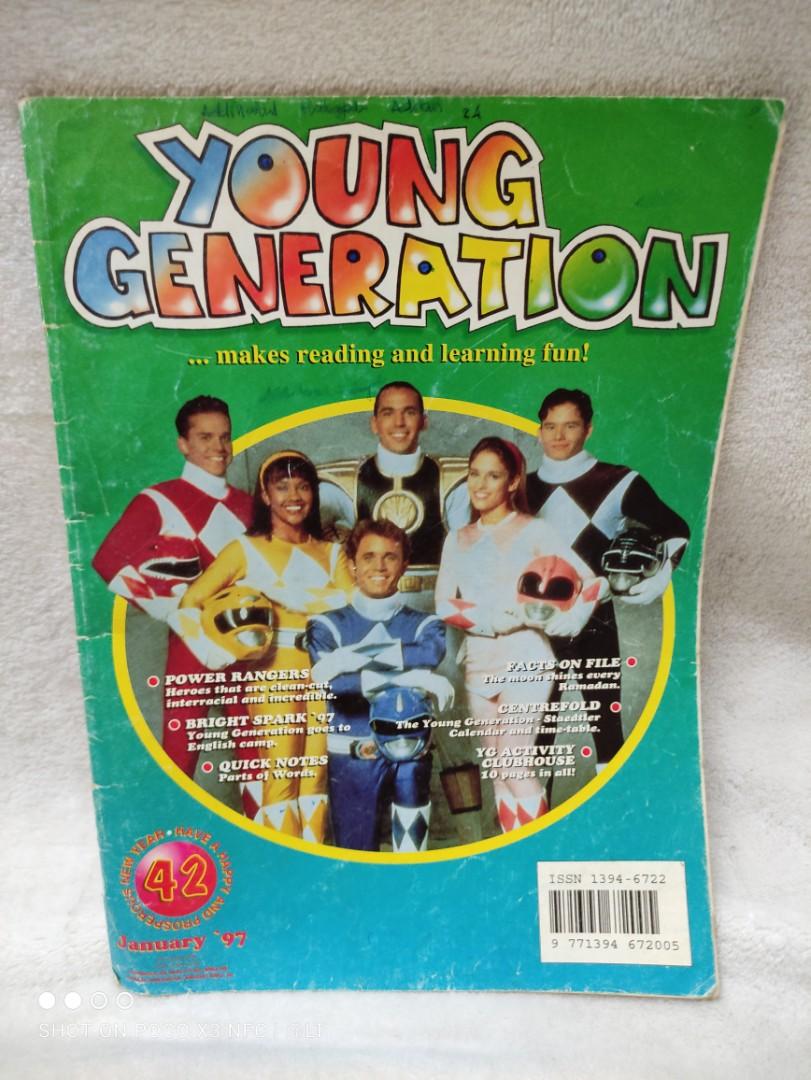 YOUNG
GENERATION
... makes reading and learning fun!
POWER RANGERS
Heroes that are clean-cut,
interracial and incredible.
BRIGHT SPARK `97
Young Generation goes to
English camp.
QUICK NOTES
Parts of Words.
FACTS ON FILE
The moon shines every
Ramadan.
CENTREFOLD
The Young Generation - Staedtler
Calendar and time-table.
YG ACTIVITY
CLUBHOUSE
10 pages in all!
HAVE A HAPPY AND PROSPEROUS NEW YEAR
42
January `97
ISSN 1394-6722
9 771394 672005
SHOT ON POCO X3 NFC